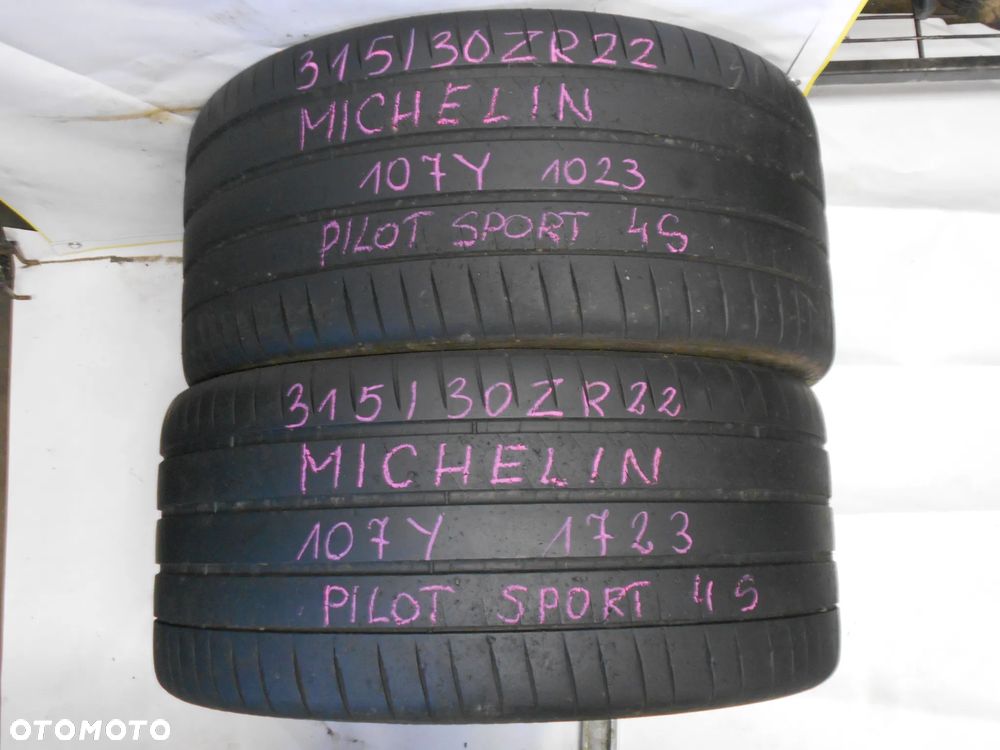 315/30ZR22
MICHELIN
107Y 1023
PILOT SPORT 4S
315/30ZR22
MICHELIN
107Y 1723
PILOT SPORT 4S
OTOMOTO